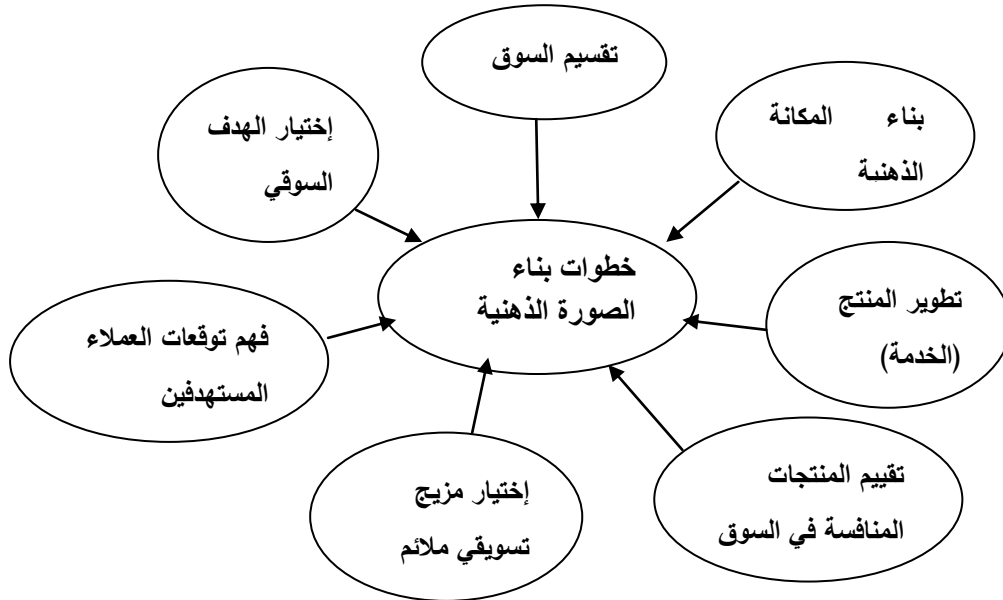 تقسيم السوق
بناء المكانة
الذهنية
إختيار الهدف
السوقي
خطوات بناء
الصورة الذهنية
تطوير المنتج
(الخدمة)
فهم توقعات العملاء
المستهدفين
تقييم المنتجات
المنافسة في السوق
إختيار مزيج
تسويقي ملائم